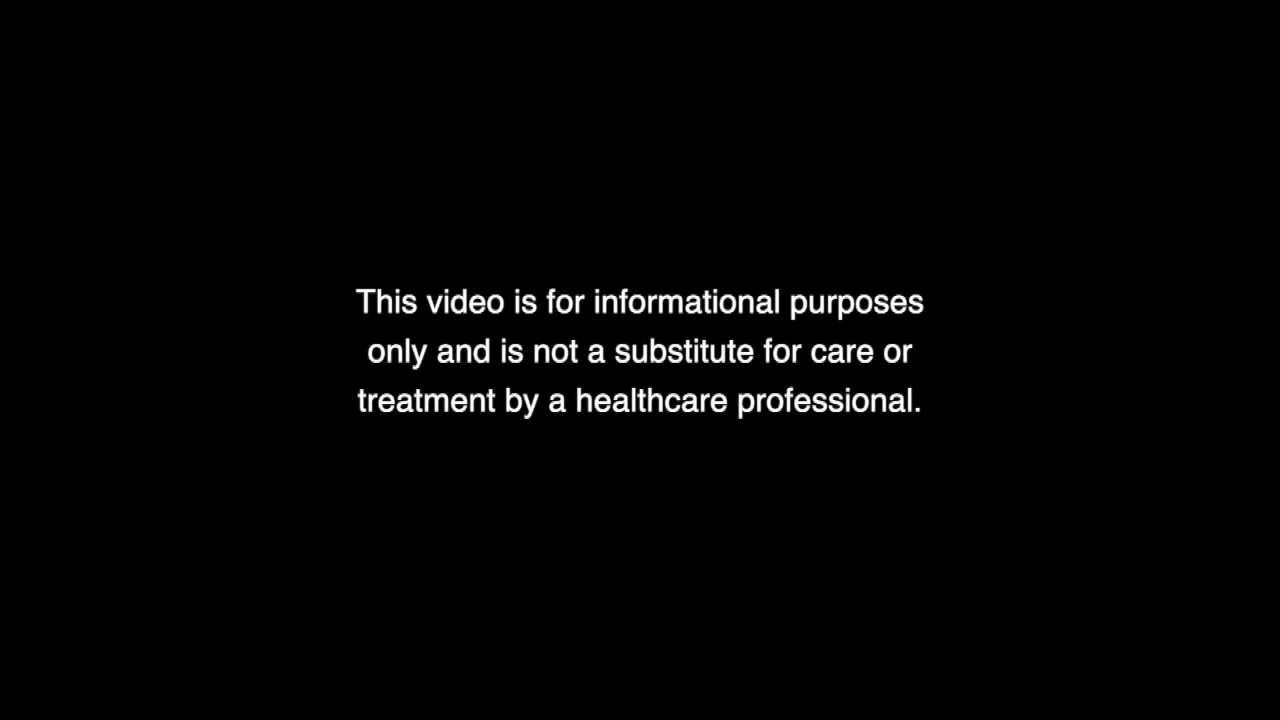 This video is for informational purposes
only and is not a substitute for care or
treatment by a healthcare professional.